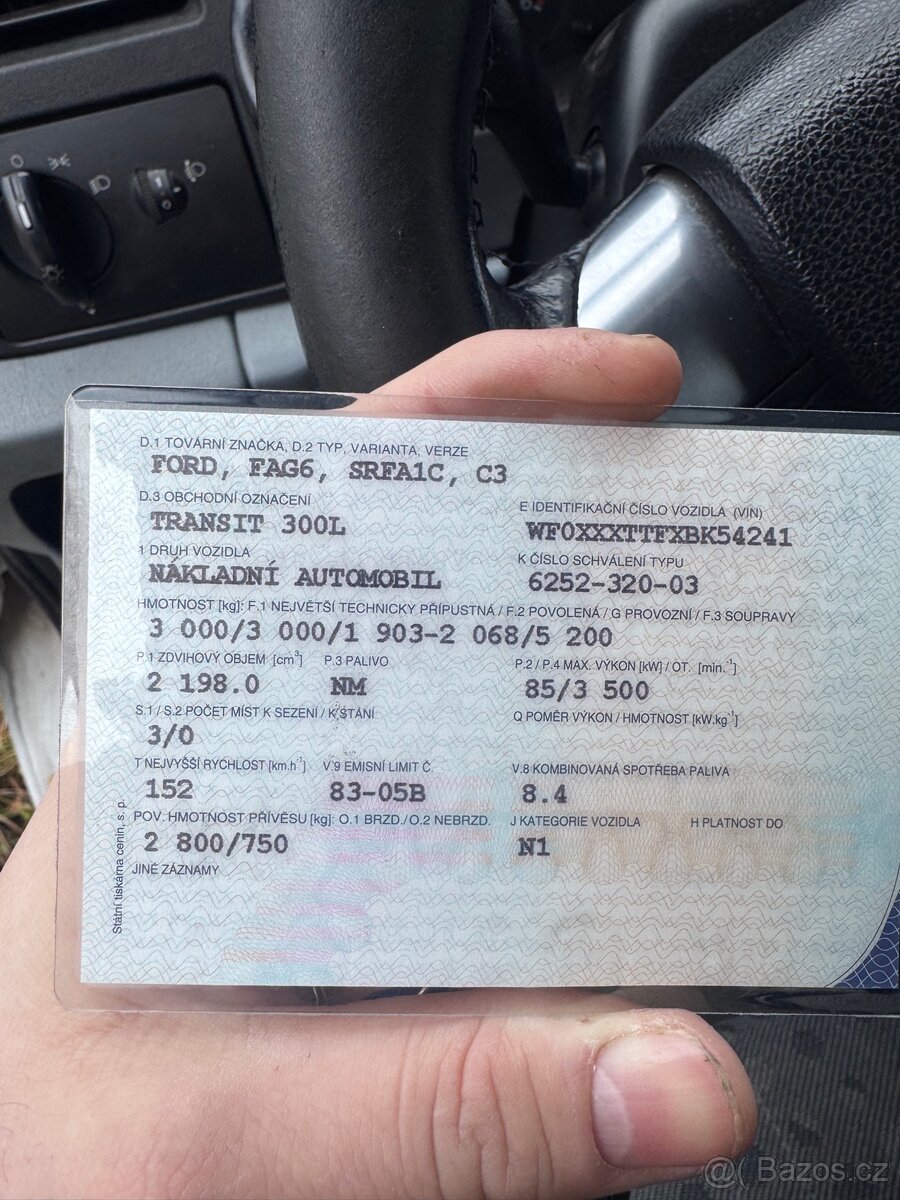 D.1 TOVÁRNÍ ZNAČKA, D.2 TYP, VARIANTA, VERZE
FORD, FAG6, SRFA1C, C3
D.3 OBCHODNÍ OZNAČENÍ
TRANSIT 300L
E IDENTIFIKAČNÍ ČÍSLO VOZIDLA (VIN)
WF0XXXTTFXBK54241
1 DRUH VOZIDLA
NÁKLADNÍ AUTOMOBIL
K ČÍSLO SCHVÁLENÍ TYPU
6252-320-03
HMOTNOST [kg]: F.1 NEJVĚTŠÍ TECHNICKY PŘÍPUSTNÁ / F.2 POVOLENÁ / G PROVOZNÍ / F.3 SOUPRAVY
3 000/3 000/1 903-2 068/5 200
P.1 ZDVIHOVÝ OBJEM [cm³] P.3 PALIVO P.2 / P.4 MAX. VÝKON [kW] / OT. [min.⁻¹]
2 198.0 NM 85/3 500
S.1 / S.2 POČET MÍST K SEZENÍ / K STÁNÍ Q POMĚR VÝKON / HMOTNOST [kW.kg⁻¹]
3/0
T NEJVYŠŠÍ RYCHLOST [km.h⁻¹] V.9 EMISNÍ LIMIT Č. V.8 KOMBINOVANÁ SPOTŘEBA PALIVA
152 83-05B 8.4
POV. HMOTNOST PŘÍVĚSU [kg]: O.1 BRZD./O.2 NEBRZD. J KATEGORIE VOZIDLA H PLATNOST DO
2 800/750 N1
JINÉ ZÁZNAMY
Státní tiskárna cenin, s. p.
@( Bazos.cz